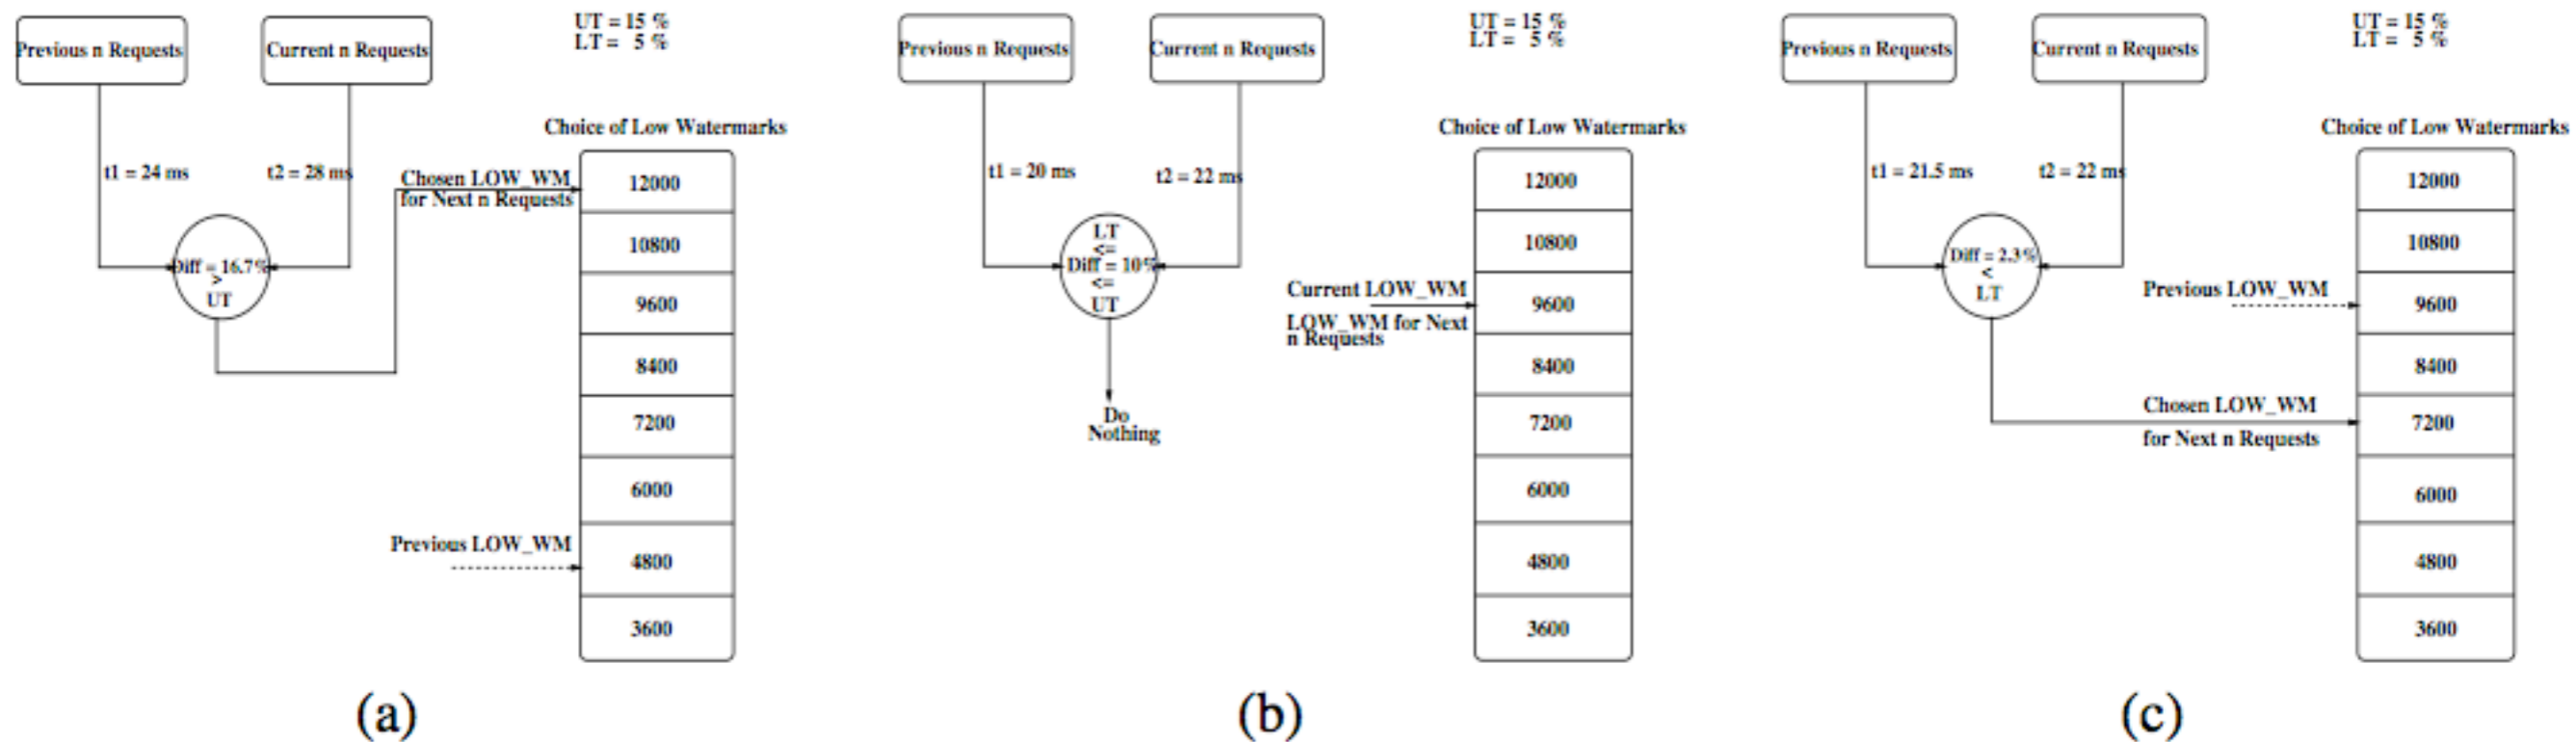 Previous n Requests
Current n Requests
UT = 15 %
LT = 5 %
Choice of Low Watermarks
t1 = 24 ms
t2 = 28 ms
Chosen LOW_WM
for Next n Requests
Diff = 16.7%
>
UT
Previous LOW_WM
12000
10800
9600
8400
7200
6000
4800
3600
(a)
Previous n Requests
Current n Requests
UT = 15 %
LT = 5 %
Choice of Low Watermarks
t1 = 20 ms
t2 = 22 ms
LT
<=
Diff = 10%
<=
UT
Do
Nothing
Current LOW_WM
LOW_WM for Next
n Requests
12000
10800
9600
8400
7200
6000
4800
3600
(b)
Previous n Requests
Current n Requests
UT = 15 %
LT = 5 %
Choice of Low Watermarks
t1 = 21.5 ms
t2 = 22 ms
Diff = 2.3%
<
LT
Previous LOW_WM
Chosen LOW_WM
for Next n Requests
12000
10800
9600
8400
7200
6000
4800
3600
(c)